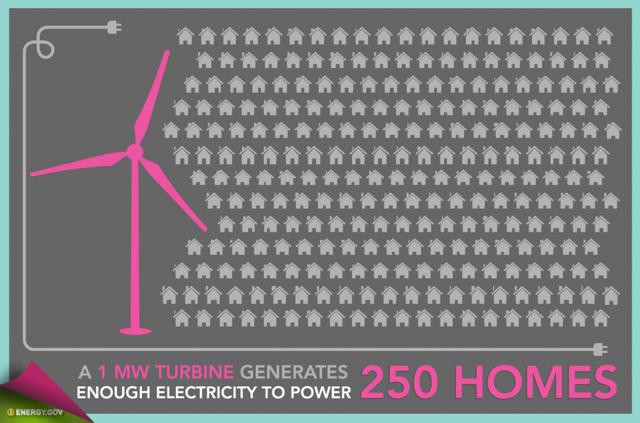 A 1 MW TURBINE GENERATES
ENOUGH ELECTRICITY TO POWER
250 HOMES
ENERGY.GOV